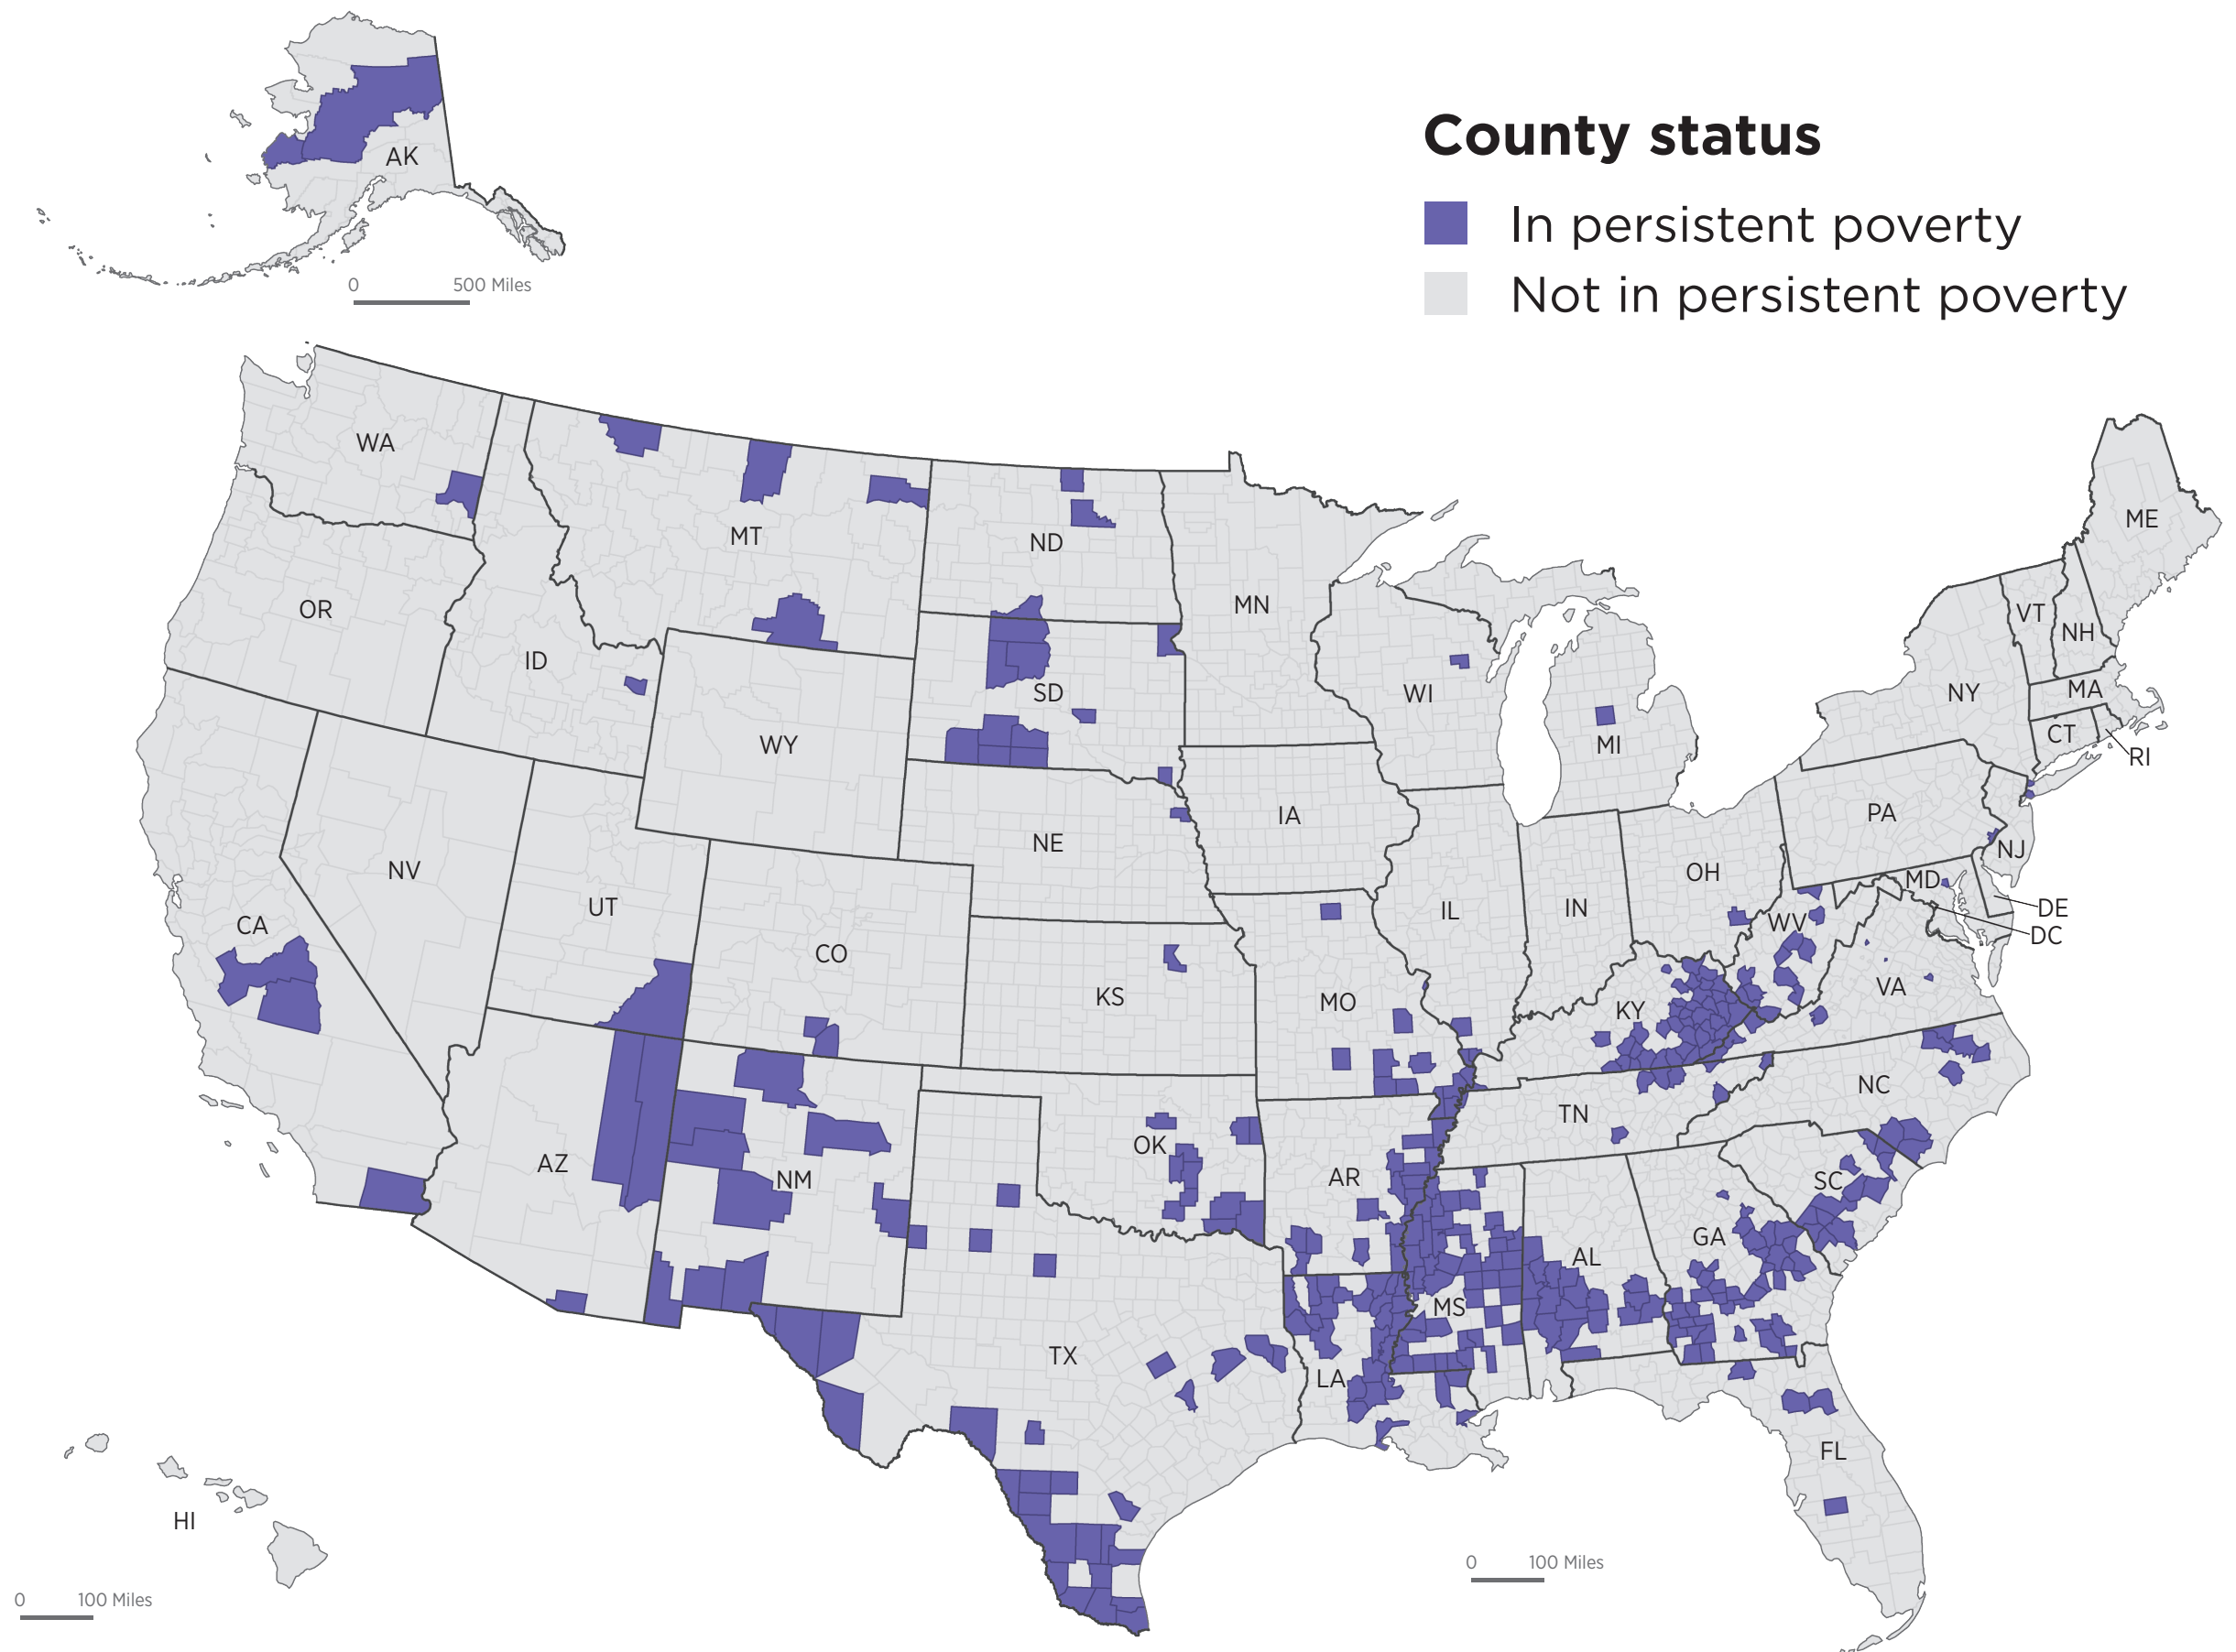 AK
0 500 Miles
County status
In persistent poverty
Not in persistent poverty
WA
MT
ND
MN
ME
OR
ID
SD
WI
MI
VT
NH
NY
MA
CT
RI
WY
NE
IA
PA
NJ
NV
UT
CA
CO
KS
MO
IL
IN
OH
WV
MD
DE
DC
VA
KY
AZ
NM
OK
AR
TN
NC
SC
MS
AL
GA
TX
LA
FL
HI
0 100 Miles
0 100 Miles